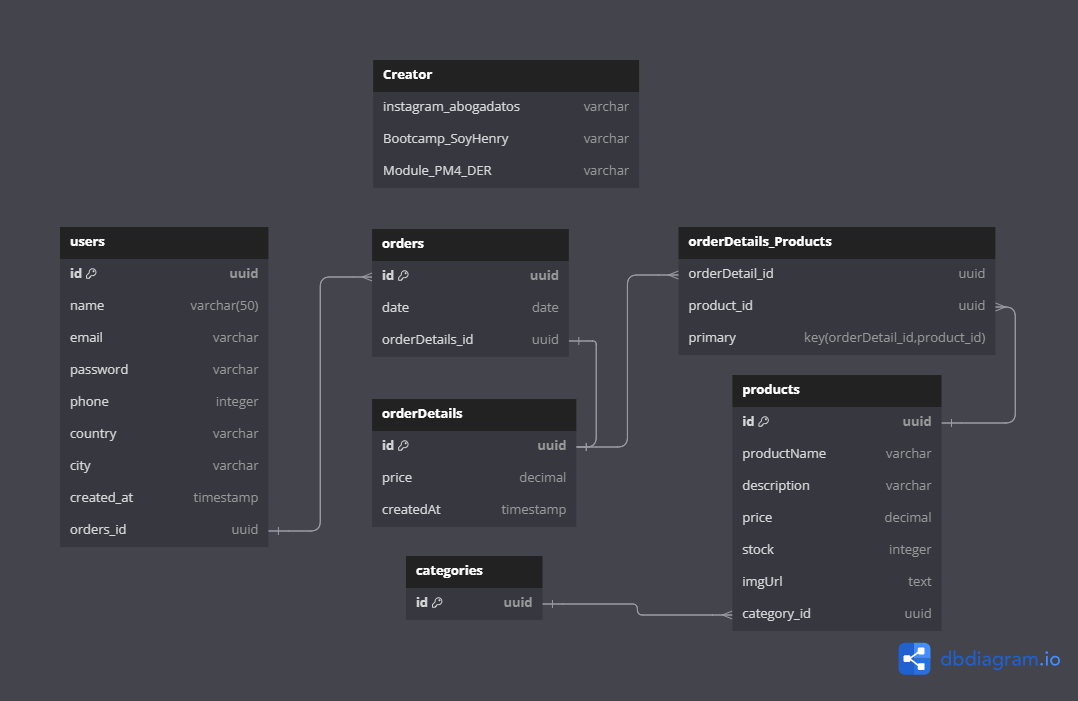 Creator
instagram_abogadatos varchar
Bootcamp_SoyHenry varchar
Module_PM4_DER varchar
users
id uuid
name varchar(50)
email varchar
password varchar
phone integer
country varchar
city varchar
created_at timestamp
orders_id uuid
orders
id uuid
date date
orderDetails_id uuid
orderDetails
id uuid
price decimal
createdAt timestamp
categories
id uuid
orderDetails_Products
orderDetail_id uuid
product_id uuid
primary key(orderDetail_id,product_id)
products
id uuid
productName varchar
description varchar
price decimal
stock integer
imgUrl text
category_id uuid
dbdiagram.io